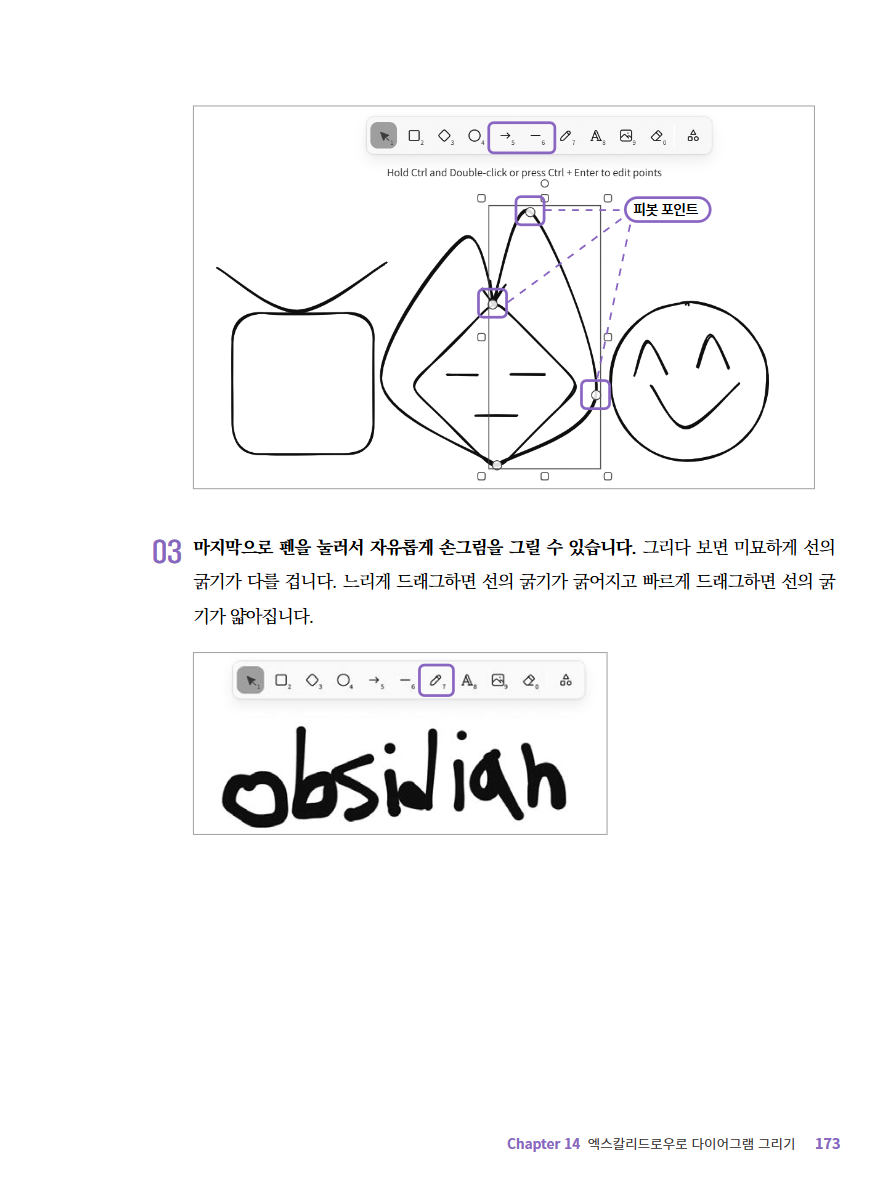 1 2 3 4 5 6 7 A 8 9 0
Hold Ctrl and Double-click or press Ctrl + Enter to edit points
피봇 포인트
03 마지막으로 펜을 눌러서 자유롭게 손그림을 그릴 수 있습니다. 그리다 보면 미묘하게 선의
굵기가 다를 겁니다. 느리게 드래그하면 선의 굵기가 굵어지고 빠르게 드래그하면 선의 굵
기가 얇아집니다.
1 2 3 4 5 6 7 A 8 9 0
obsidian
Chapter 14 엑스칼리드로우로 다이어그램 그리기 173